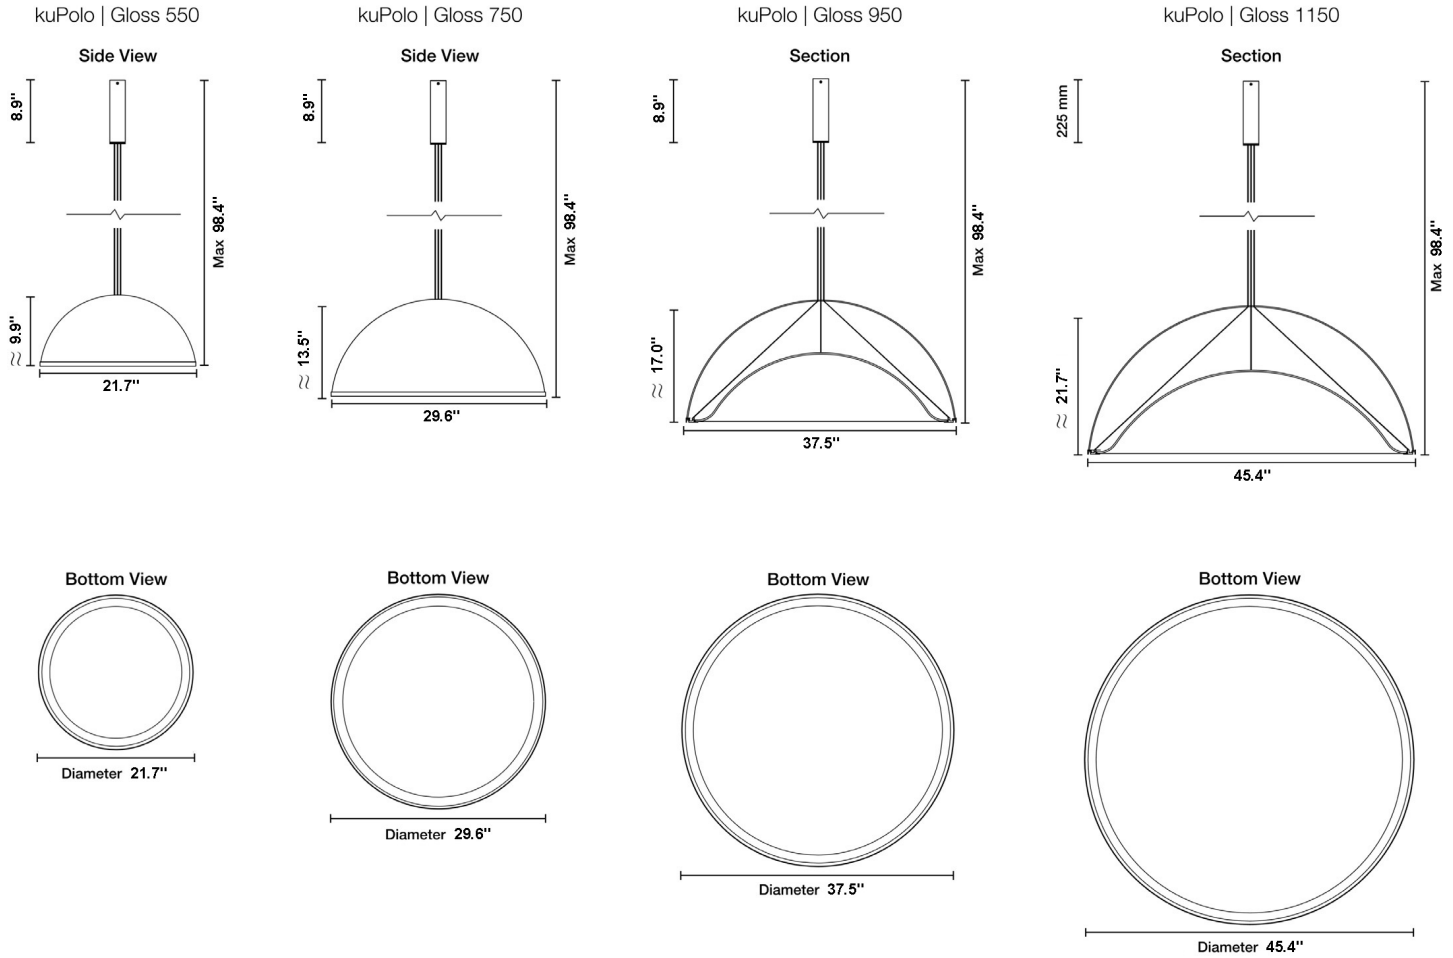 kuPolo | Gloss 550
Side View
8.9"
Max 98.4"
≈ 9.9"
21.7"
Bottom View
Diameter 21.7"
kuPolo | Gloss 750
Side View
8.9"
Max 98.4"
≈ 13.5"
29.6"
Bottom View
Diameter 29.6"
kuPolo | Gloss 950
Section
8.9"
Max 98.4"
≈ 17.0"
37.5"
Bottom View
Diameter 37.5"
kuPolo | Gloss 1150
Section
225 mm
Max 98.4"
≈ 21.7"
45.4"
Bottom View
Diameter 45.4"